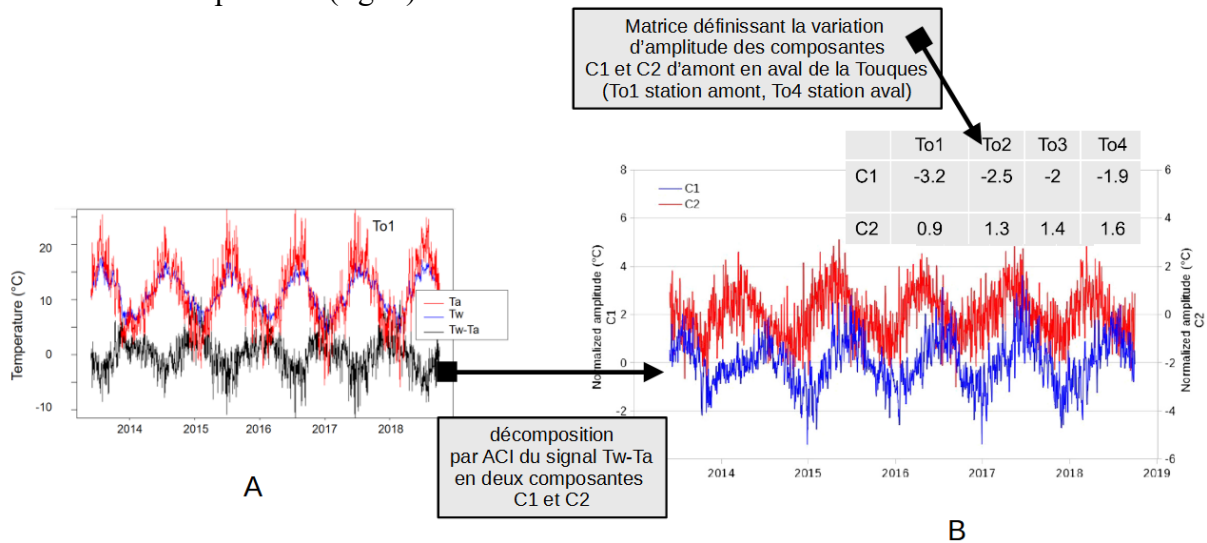 Matrice définissant la variation
d'amplitude des composantes
C1 et C2 d'amont en aval de la Touques
(To1 station amont, To4 station aval)
To1 To2 To3 To4
C1 -3.2 -2.5 -2 -1.9
C2 0.9 1.3 1.4 1.6
To1
Temperature (°C)
20
10
0
-10
Ta
Tw
Tw-Ta
2014 2015 2016 2017 2018
A
décomposition
par ACI du signal Tw-Ta
en deux composantes
C1 et C2
C1
C2
Normalized amplitude (°C)
C1
8
6
4
2
0
-2
6
4
2
0
-2
-4
-6
Normalized amplitude (°C)
C2
2014 2015 2016 2017 2018 2019
B